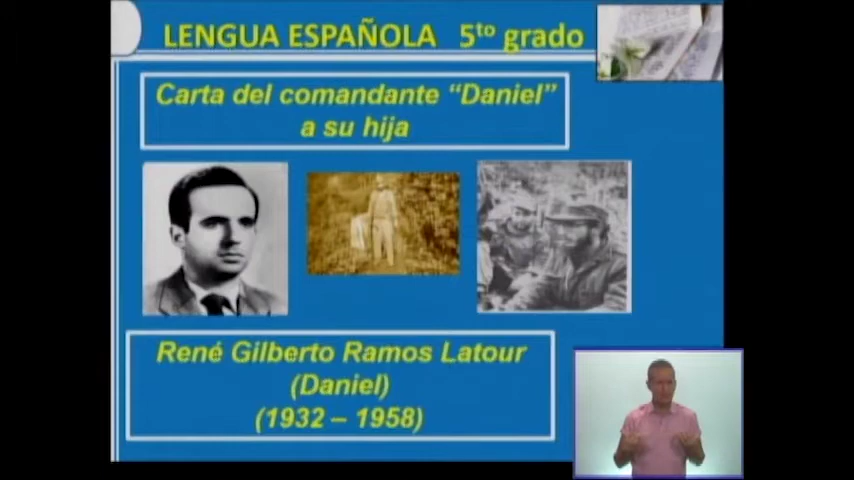 LENGUA ESPAÑOLA 5to grado
Carta del comandante “Daniel”
a su hija
René Gilberto Ramos Latour
(Daniel)
(1932 – 1958)